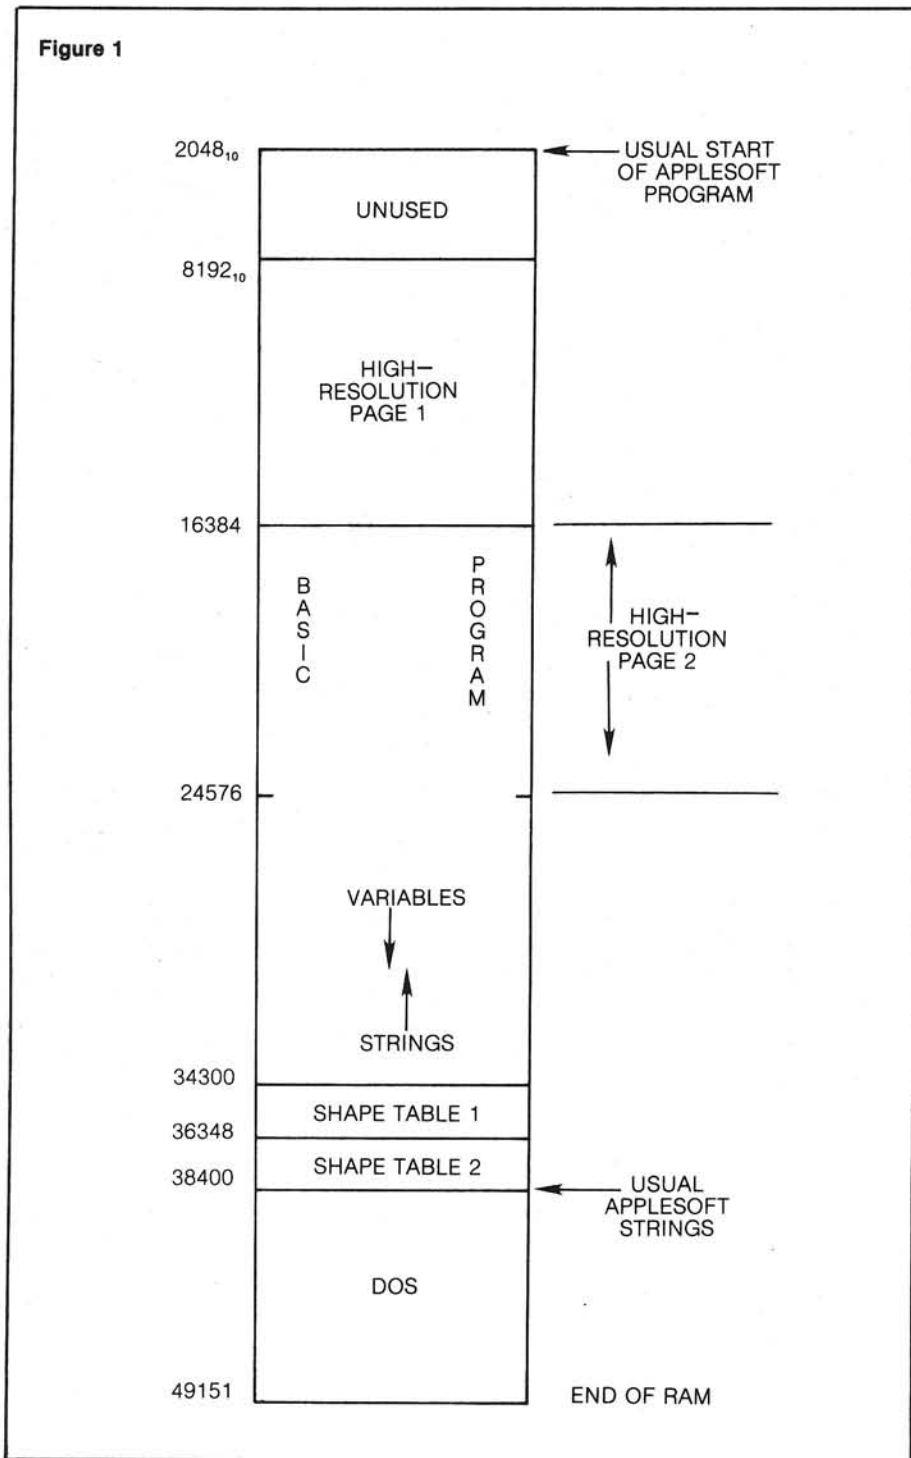 Figure 1
2048₁₀
USUAL START
OF APPLESOFT
PROGRAM
UNUSED
8192₁₀
HIGH–
RESOLUTION
PAGE 1
16384
BASIC
PROGRAM
HIGH–
RESOLUTION
PAGE 2
24576
VARIABLES
STRINGS
34300
SHAPE TABLE 1
36348
SHAPE TABLE 2
38400
USUAL
APPLESOFT
STRINGS
DOS
49151
END OF RAM